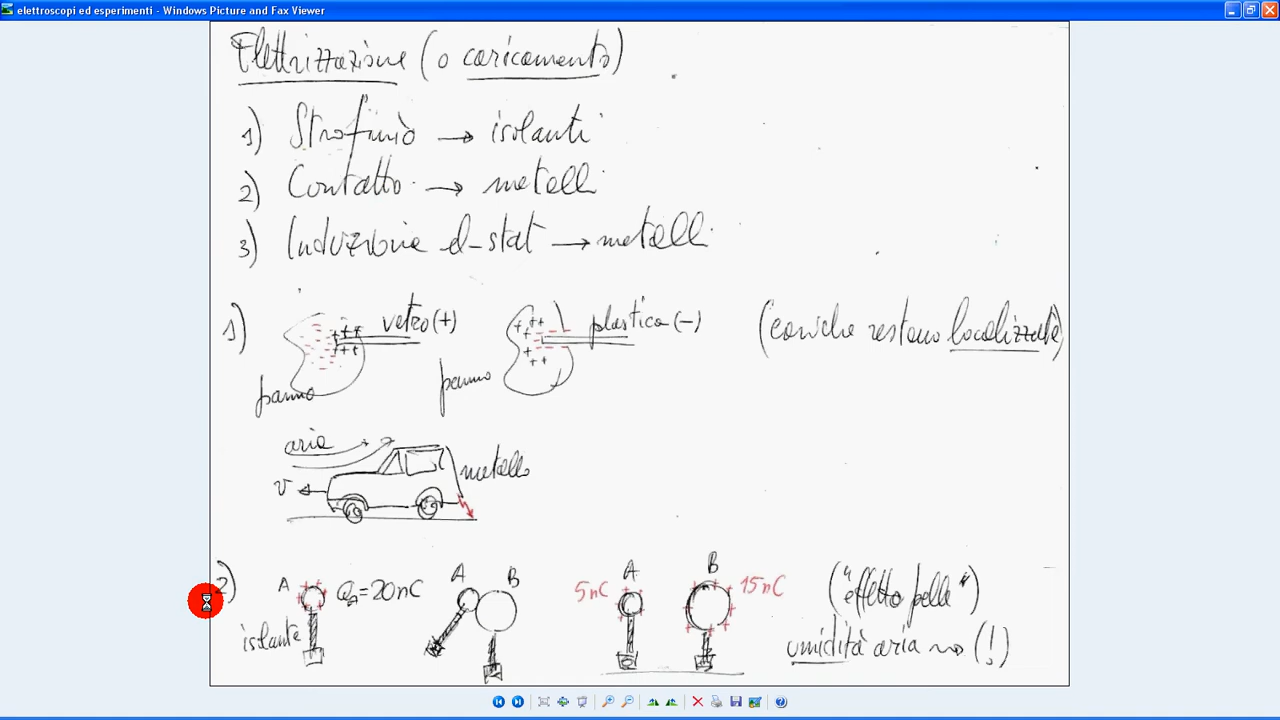 elettroscopi ed esperimenti - Windows Picture and Fax Viewer
Elettrizzazione (o caricamento)
1) Strofinio → isolanti
2) Contatto → metalli
3) Induzione el-stat → metalli
1) vetro (+) plastica (-) (cariche restano localizzate)
panno panno
aria
v metallo
2) A QA = 20nC A B 5nC A B 15nC ("effetto pelle")
isolante umidità aria no (!)